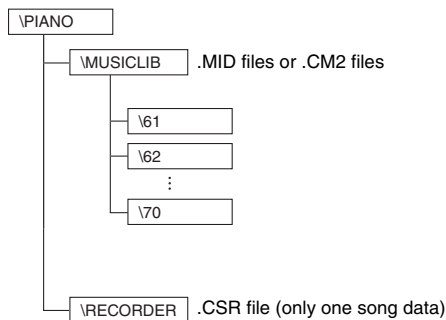 \PIANO
\MUSICLIB .MID files or .CM2 files
\61
\62
⋮
\70
\RECORDER .CSR file (only one song data)